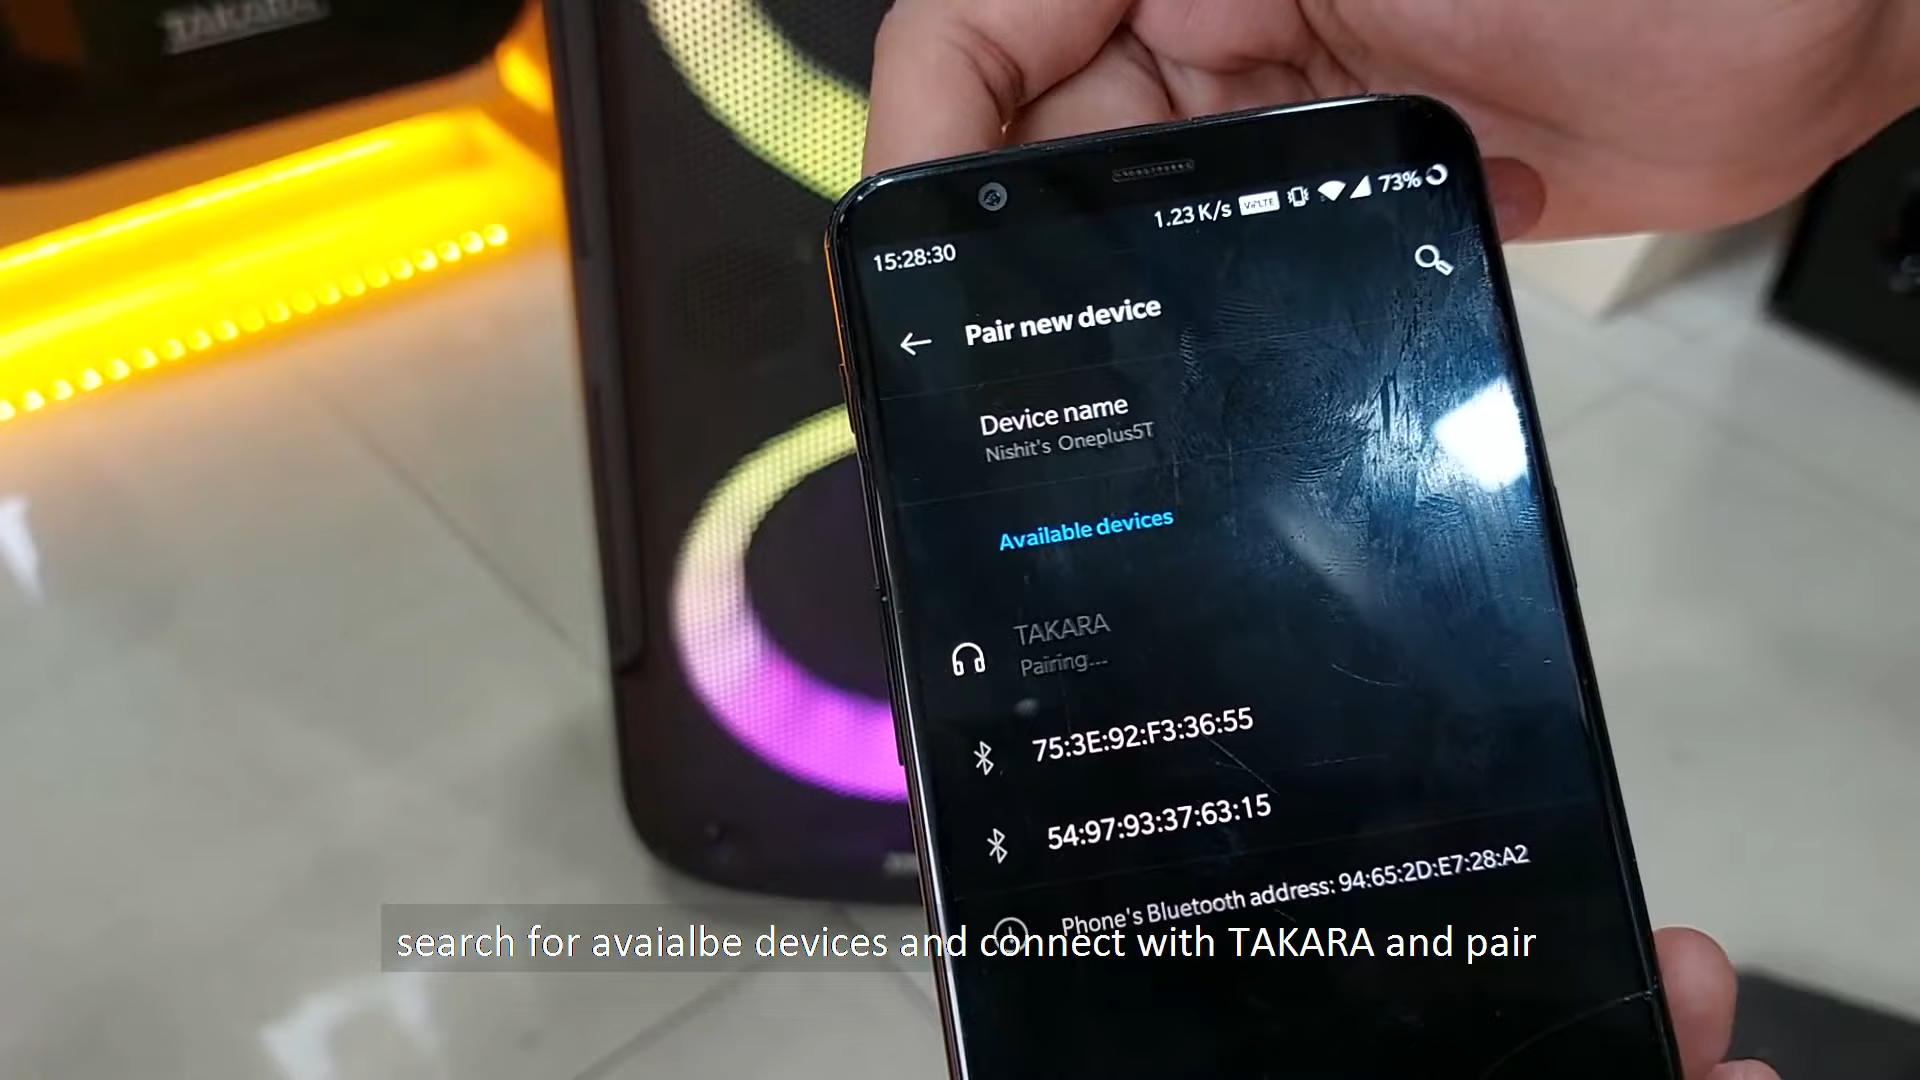 TAKARA
1.23 K/s VoLTE 73%
15:28:30
Pair new device
Device name
Nishit's Oneplus5T
Available devices
TAKARA
Pairing...
75:3E:92:F3:36:55
54:97:93:37:63:15
Phone's Bluetooth address: 94:65:2D:E7:28:A2
search for avaialbe devices and connect with TAKARA and pair